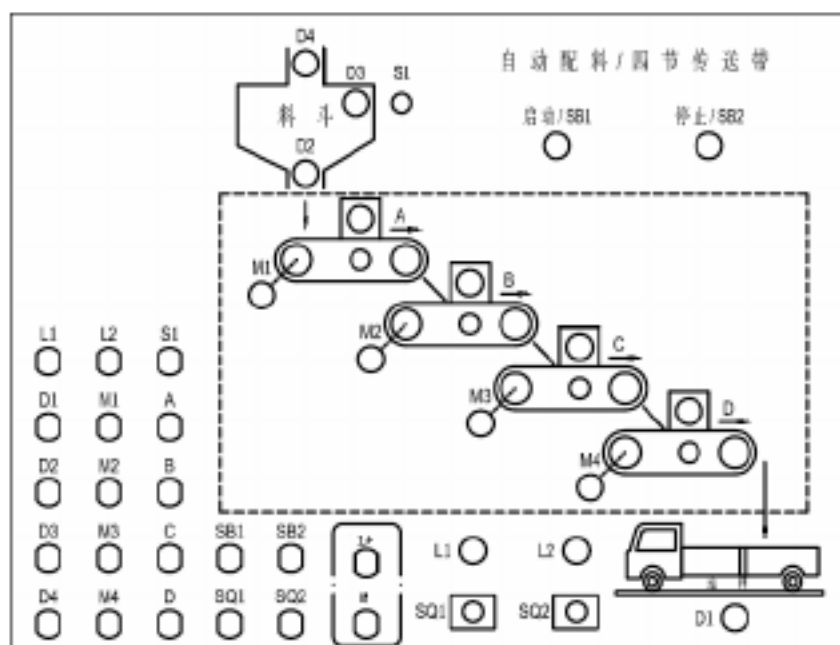 D4
D3 S1
自动配料/四节传送带
料斗
启动/SB1 停止/SB2
D2
A
M1
B
M2
C
M3
D
M4
L1 L2 S1
D1 M1 A
D2 M2 B
D3 M3 C SB1 SB2
L1 L2
D4 M4 D SQ1 SQ2 M
SQ1 SQ2 D1